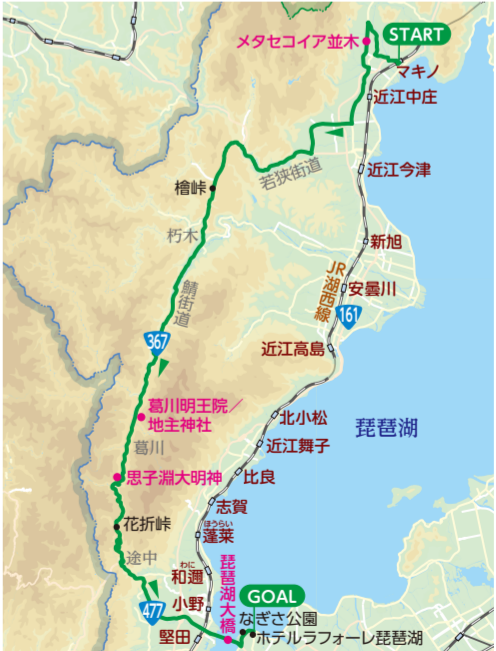 START
メタセコイア並木
マキノ
近江中庄
若狭街道
近江今津
檜峠
朽木
新旭
鯖街道
JR湖西線
安曇川
161
367
近江高島
葛川明王院／
地主神社
北小松
琵琶湖
葛川
近江舞子
思子淵大明神
比良
志賀
花折峠
ほうらい
蓬莱
途中
わに
和邇
琵琶湖大橋
GOAL
477
小野
なぎさ公園
堅田
ホテルラフォーレ琵琶湖